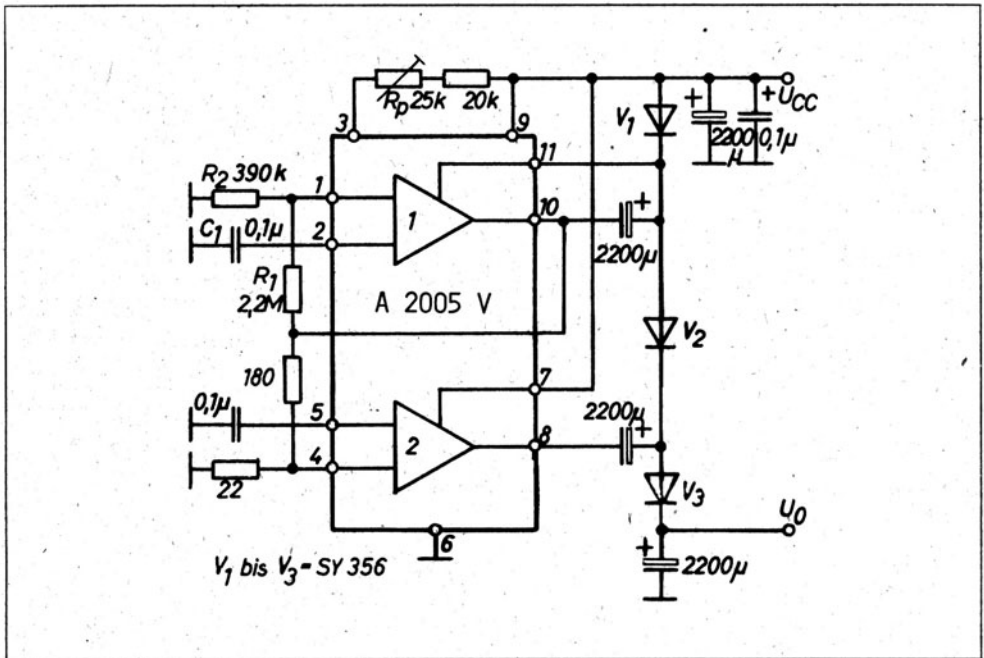 Rp 25k
20k
3
9
UCC
V1
+
2200
µ
+
0,1µ
11
R2 390k
1
1
10
+
2200µ
C1
0,1µ
2
R1
2,2M
A 2005 V
V2
180
7
0,1µ
5
2
8
2200µ
+
4
22
V3
U0
6
+
2200µ
V1 bis V3 = SY 356